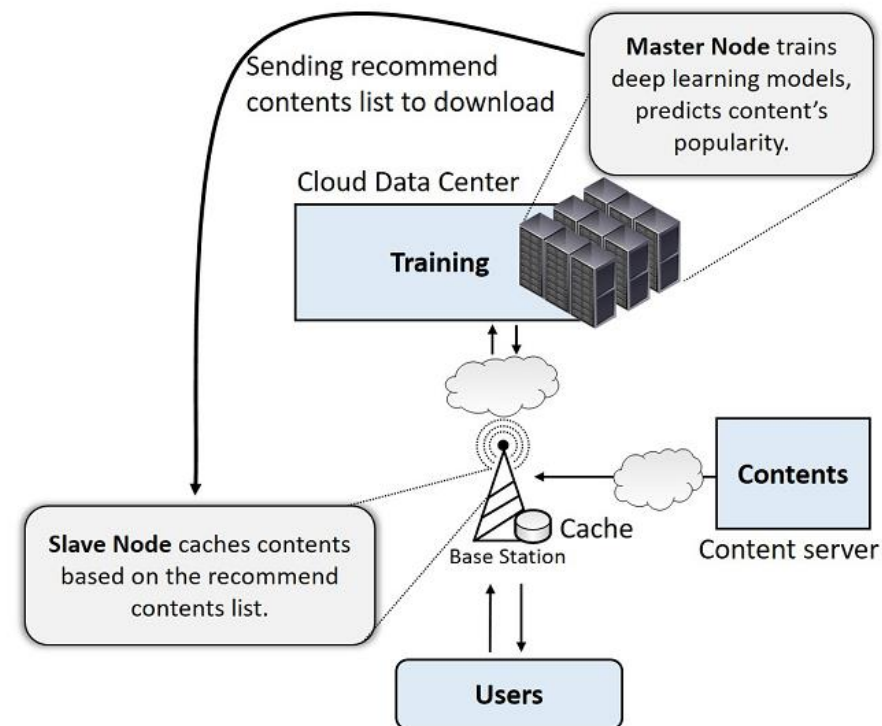 Master Node trains
deep learning models,
predicts content's
popularity.
Sending recommend
contents list to download
Cloud Data Center
Training
Contents
Content server
Cache
Base Station
Slave Node caches contents
based on the recommend
contents list.
Users